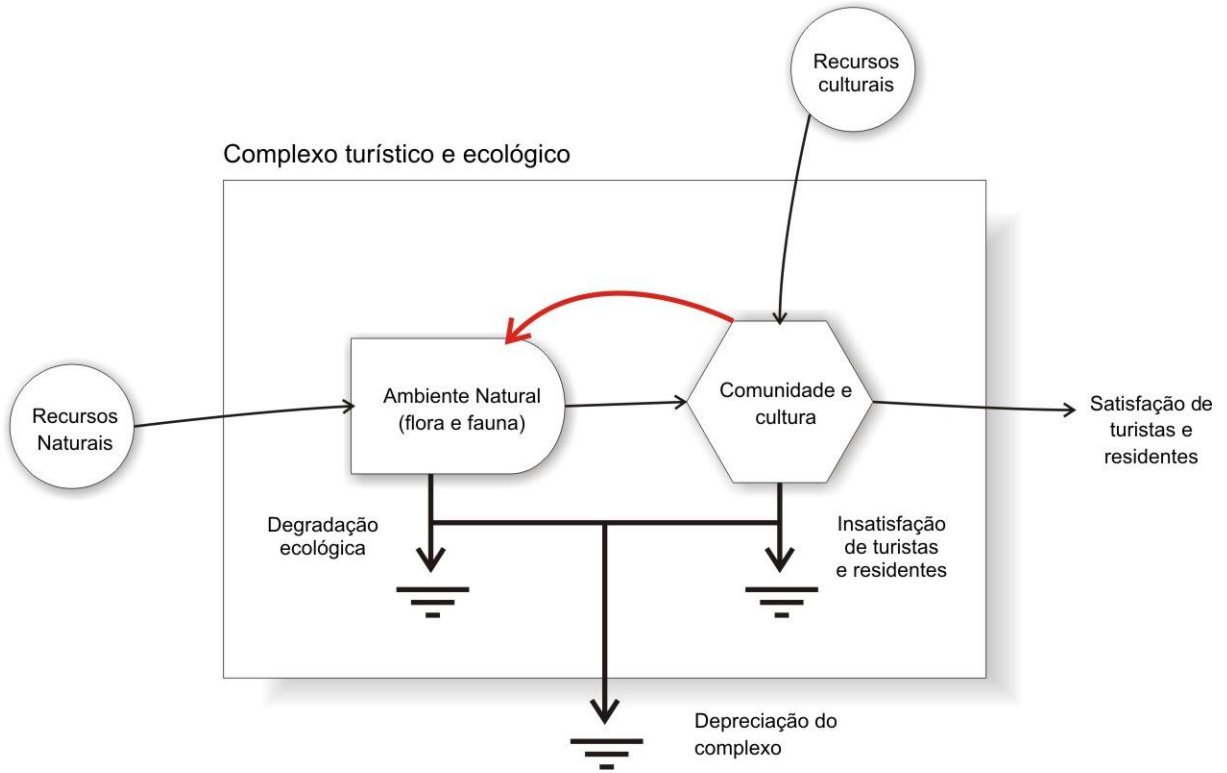 Recursos
culturais
Complexo turístico e ecológico
Recursos
Naturais
Ambiente Natural
(flora e fauna)
Comunidade e
cultura
Satisfação de
turistas e
residentes
Degradação
ecológica
Insatisfação
de turistas
e residentes
Depreciação do
complexo